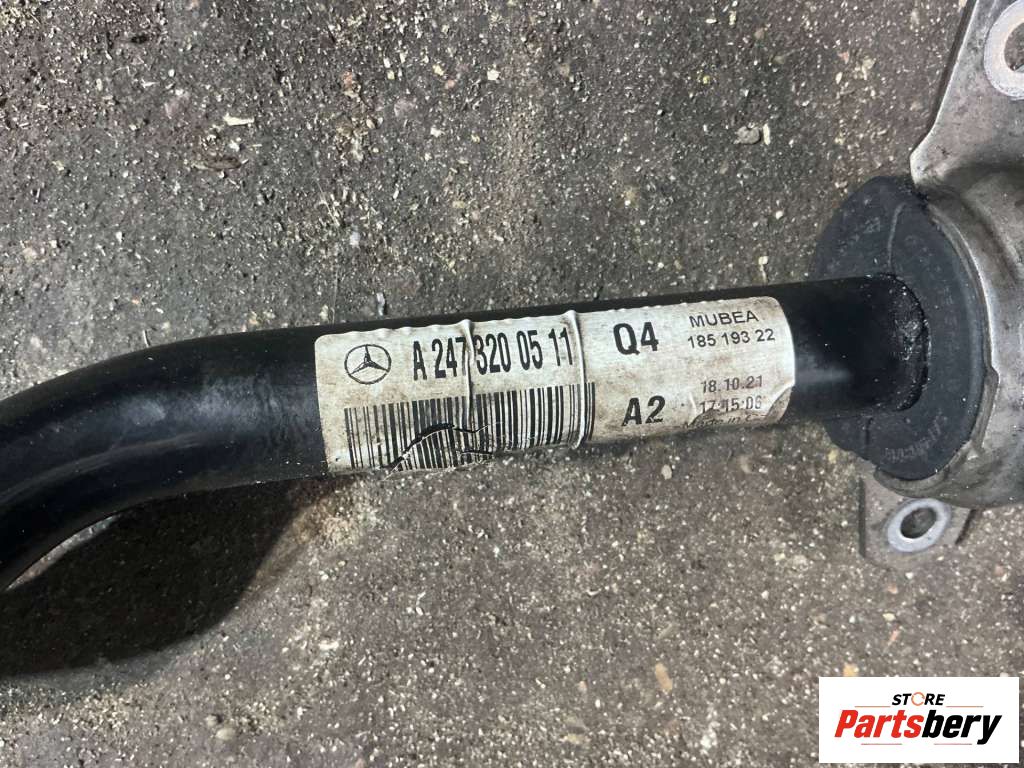 A 247 320 05 11
Q4
MUBEA
185 193 22
A2
18.10.21
17:15:06
STORE
Partsbery